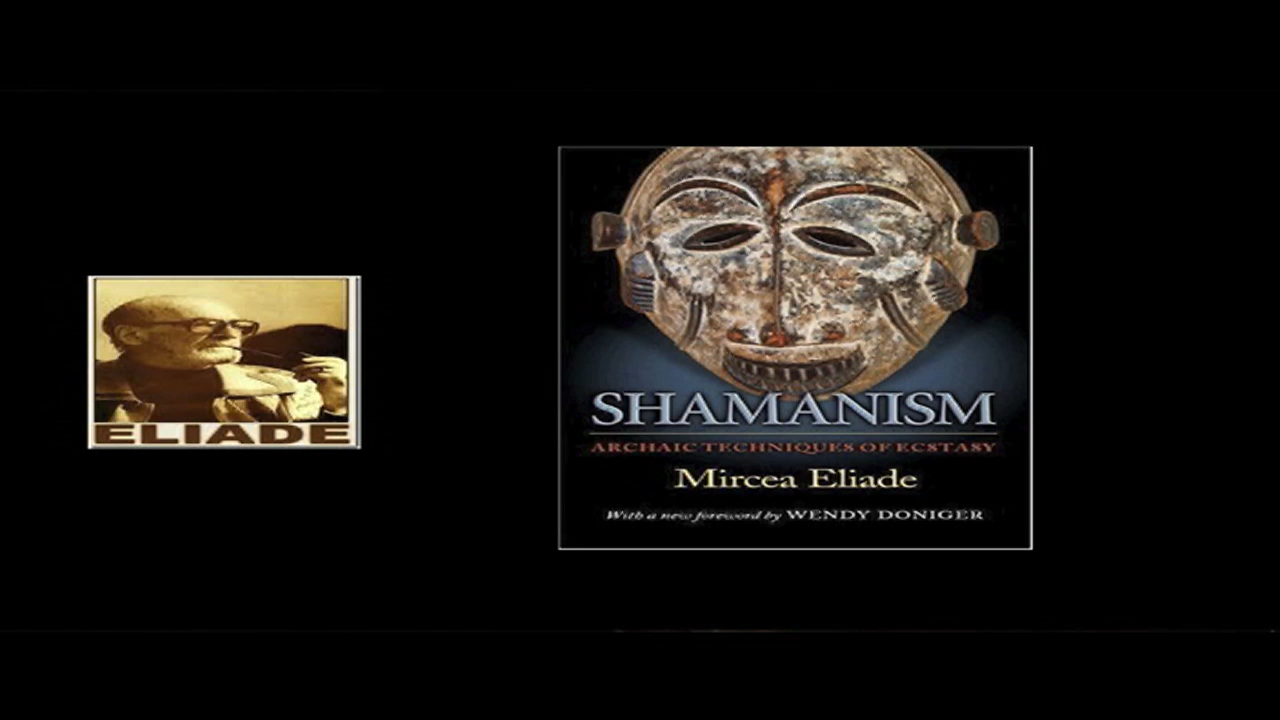 ELIADE
SHAMANISM
ARCHAIC TECHNIQUES OF ECSTASY
Mircea Eliade
With a new foreword by WENDY DONIGER